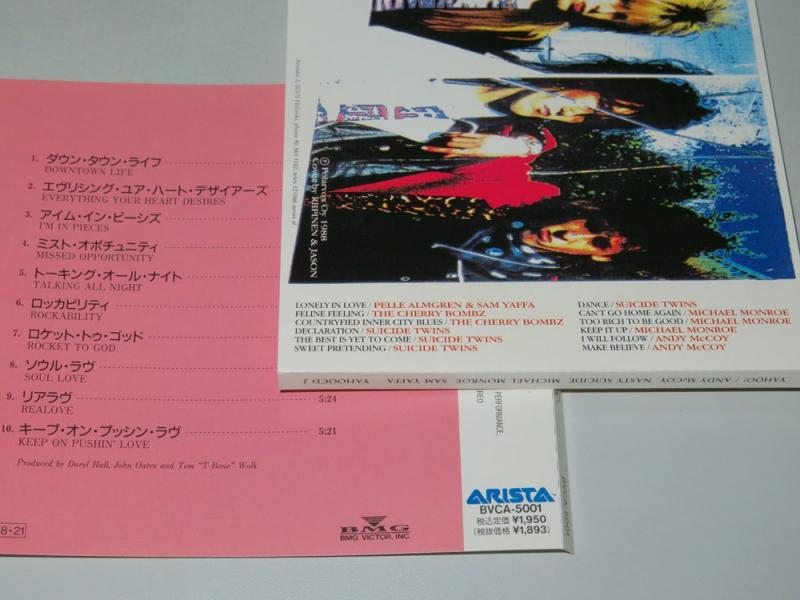 1. ダウン・タウン・ライフ
DOWNTOWN LIFE
2. エヴリシング・ユア・ハート・デザイアーズ
EVERYTHING YOUR HEART DESIRES
3. アイム・イン・ピーシズ
I'M IN PIECES
4. ミスト・オポチュニティ
MISSED OPPORTUNITY
5. トーキング・オール・ナイト
TALKING ALL NIGHT
6. ロッカビリティ
ROCKABILITY
7. ロケット・トゥ・ゴッド
ROCKET TO GOD
8. ソウル・ラヴ
SOUL LOVE
9. リアラヴ 5:24
REALOVE
10. キープ・オン・プッシン・ラヴ 5:21
KEEP ON PUSHIN' LOVE
Produced by Daryl Hall, John Oates and Tom "T-Bone" Wolk
8・21
BMG
BMG VICTOR, INC.
PERFORMANCE.
ARISTA
BVCA-5001
税込定価 ¥1,950
(税抜価格 ¥1,893)
BVCA-5001
℗ Polarvox Oy 1988
Cover by RIIPINEN & JASON
LONELY IN LOVE / PELLE ALMGREN & SAM YAFFA
FELINE FEELING / THE CHERRY BOMBZ
COUNTRYFIED INNER CITY BLUES / THE CHERRY BOMBZ
DECLARATION / SUICIDE TWINS
THE BEST IS YET TO COME / SUICIDE TWINS
SWEET PRETENDING / SUICIDE TWINS
DANCE / SUICIDE TWINS
CAN'T GO HOME AGAIN / MICHAEL MONROE
TOO RICH TO BE GOOD / MICHAEL MONROE
KEEP IT UP / MICHAEL MONROE
I WILL FOLLOW / ANDY McCOY
MAKE BELIEVE / ANDY McCOY
YAHOO! / ANDY McCOY NASTY SUICIDE MICHAEL MONROE SAM YAFFA YAHOOCD 2